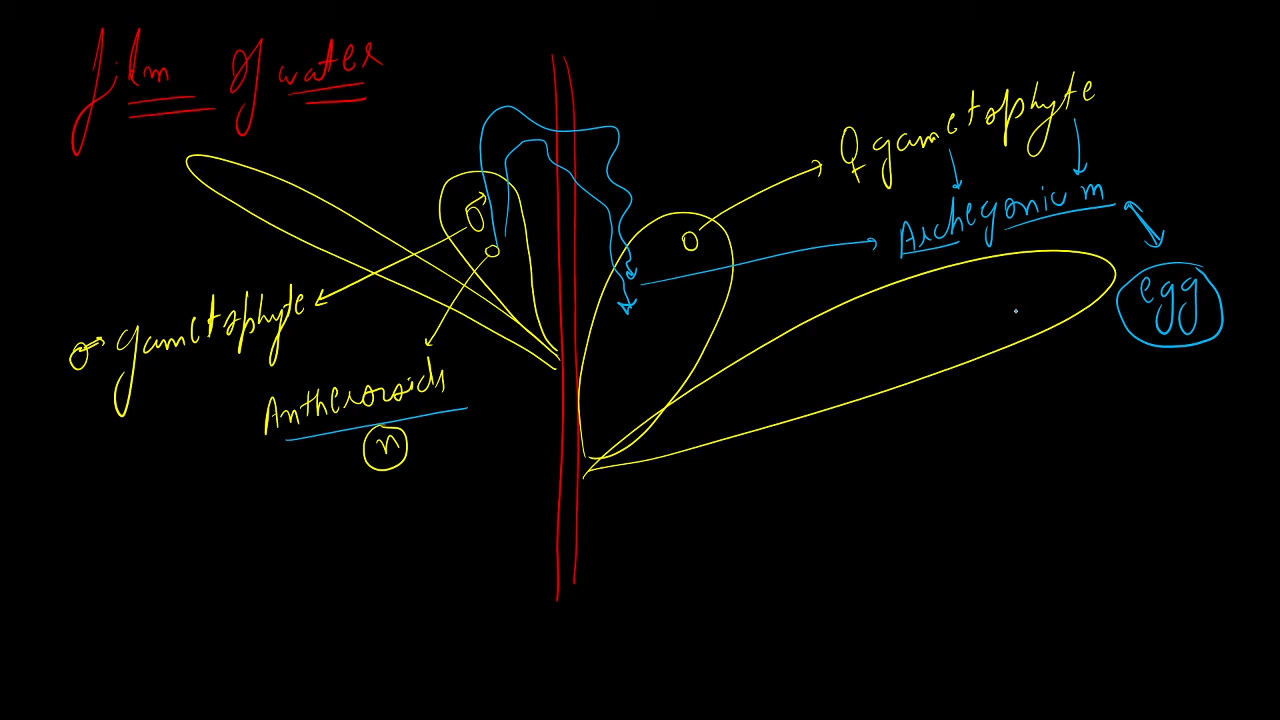 film of water
♀ gametophyte
Archegonium
egg
♂
♂ gametophyte
Antherozoids
n